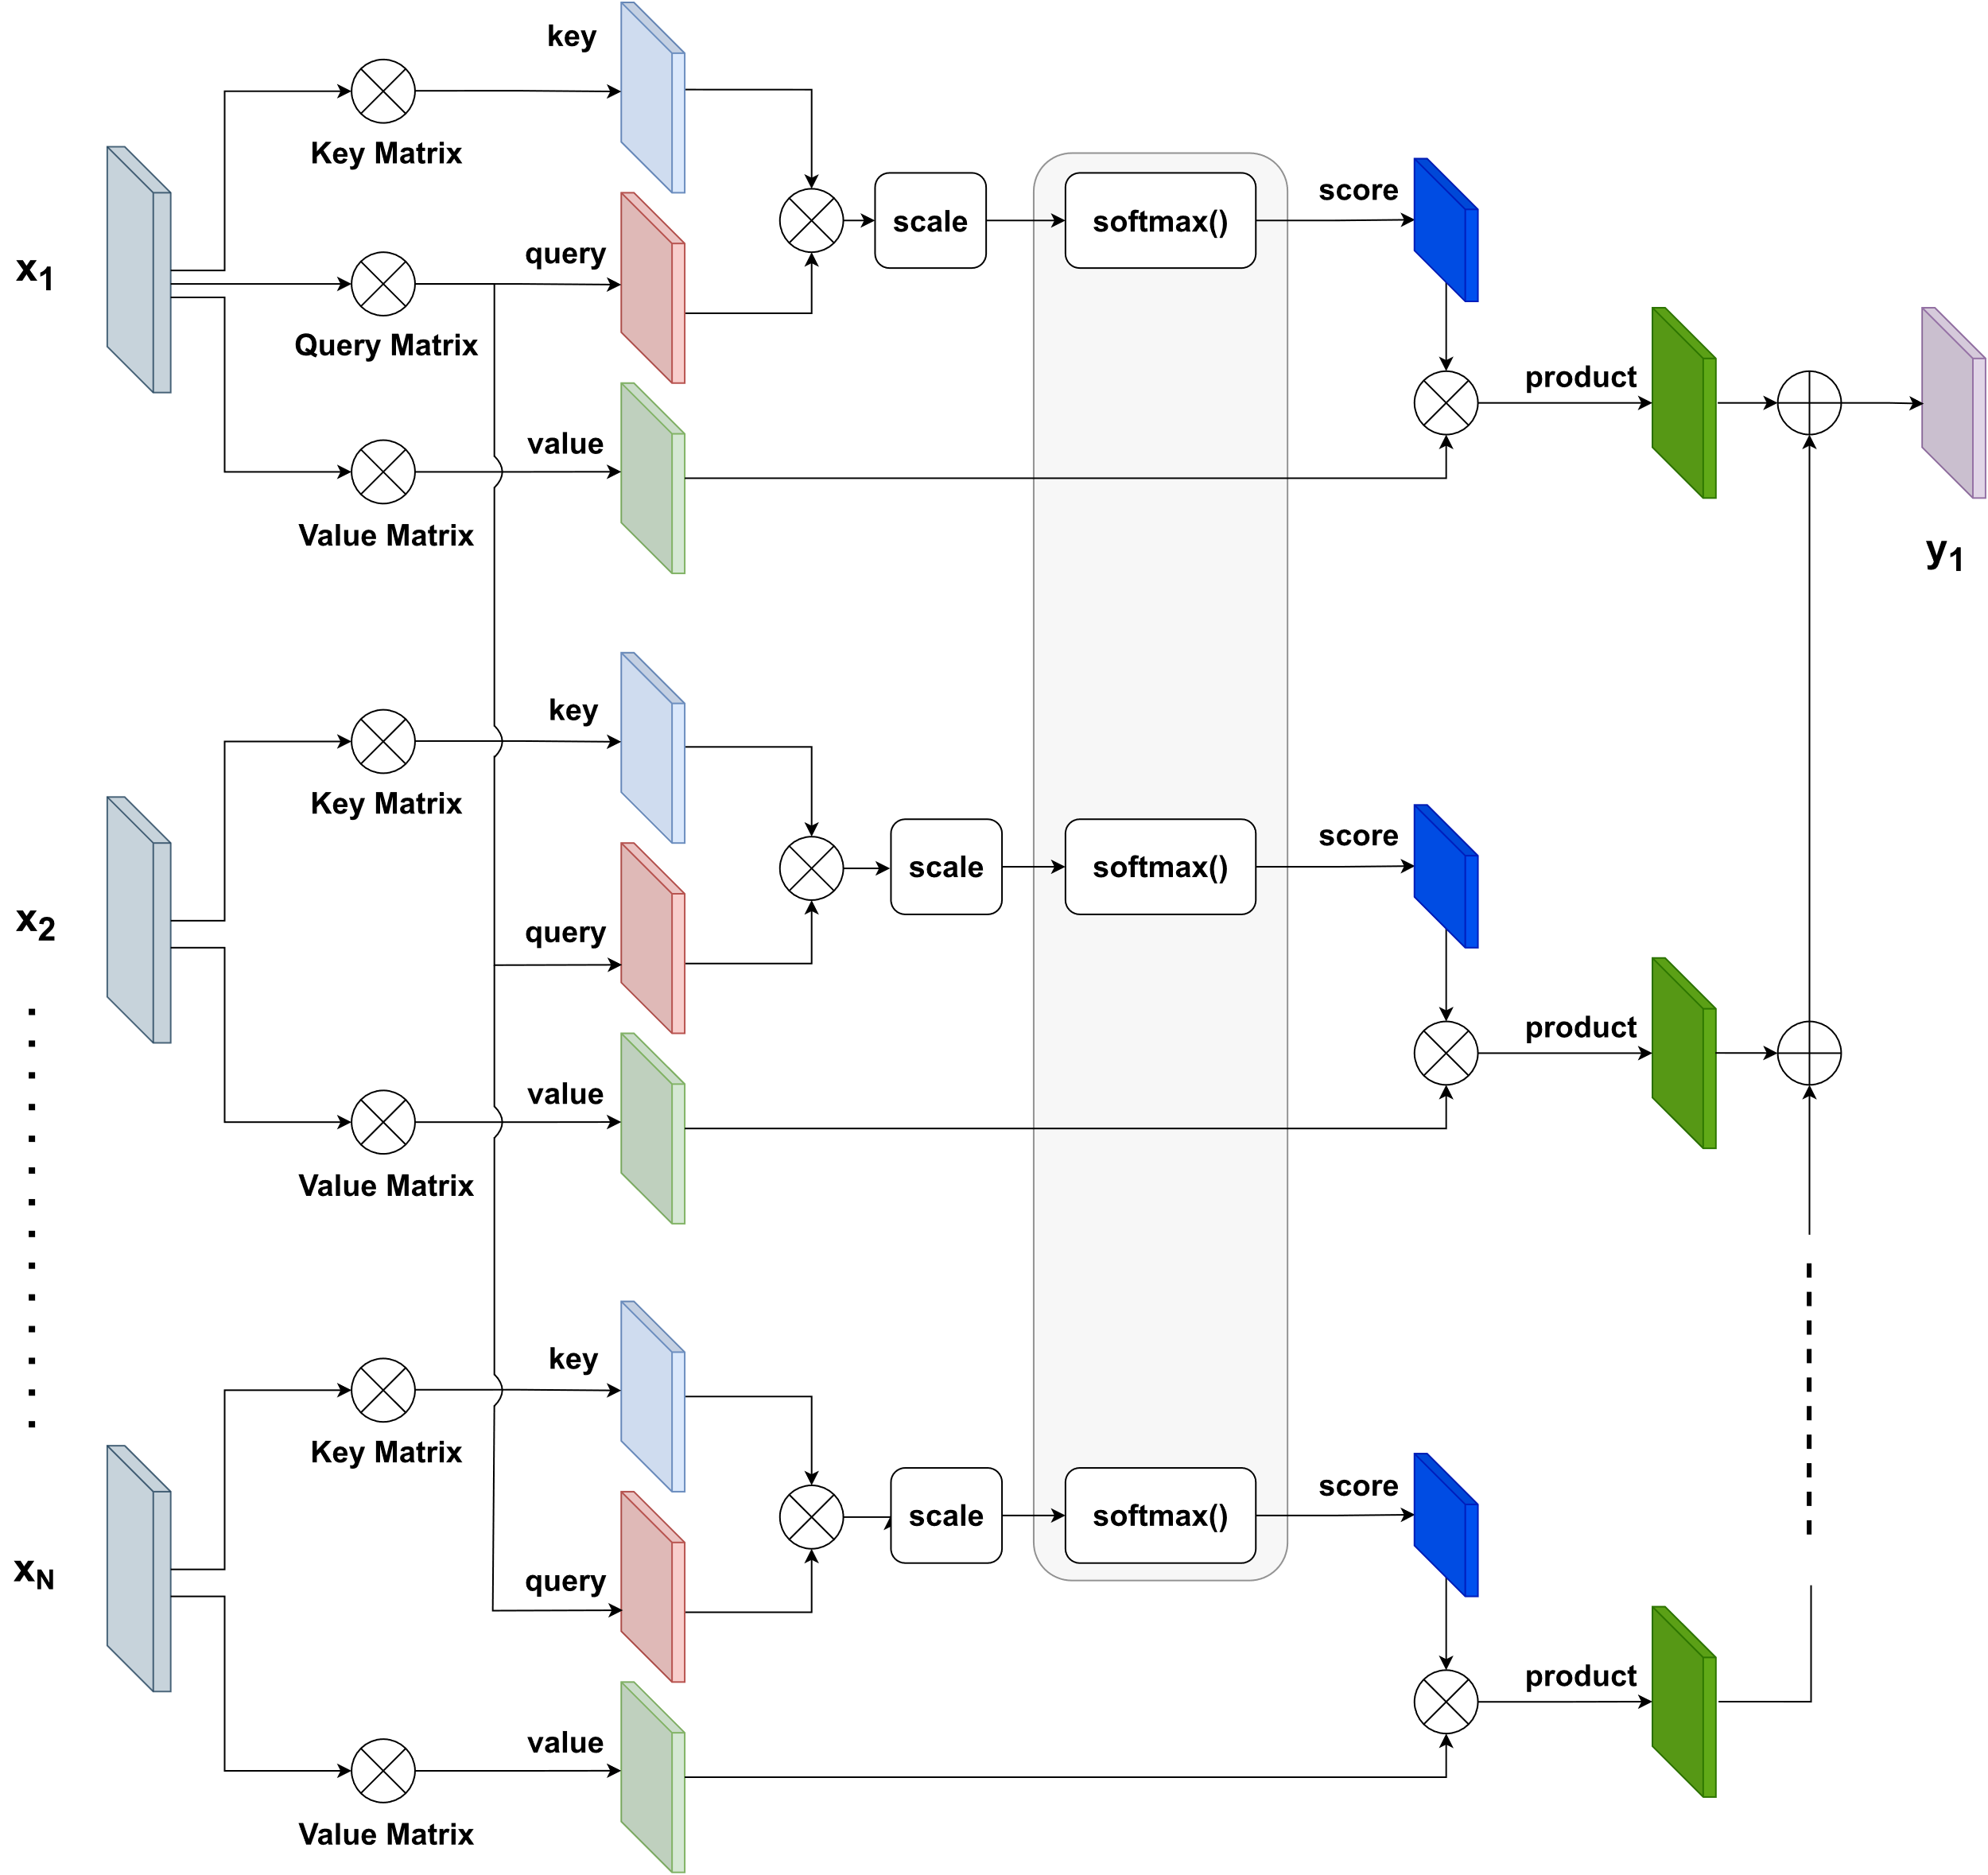 key
Key Matrix
x1
query
Query Matrix
scale
softmax()
score
value
Value Matrix
product
y1
key
Key Matrix
x2
query
scale
softmax()
score
value
Value Matrix
product
key
Key Matrix
xN
query
scale
softmax()
score
value
Value Matrix
product